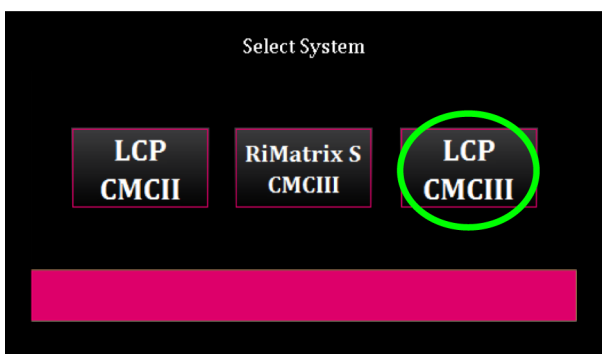 Select System
LCP
CMCII
RiMatrix S
CMCIII
LCP
CMCIII